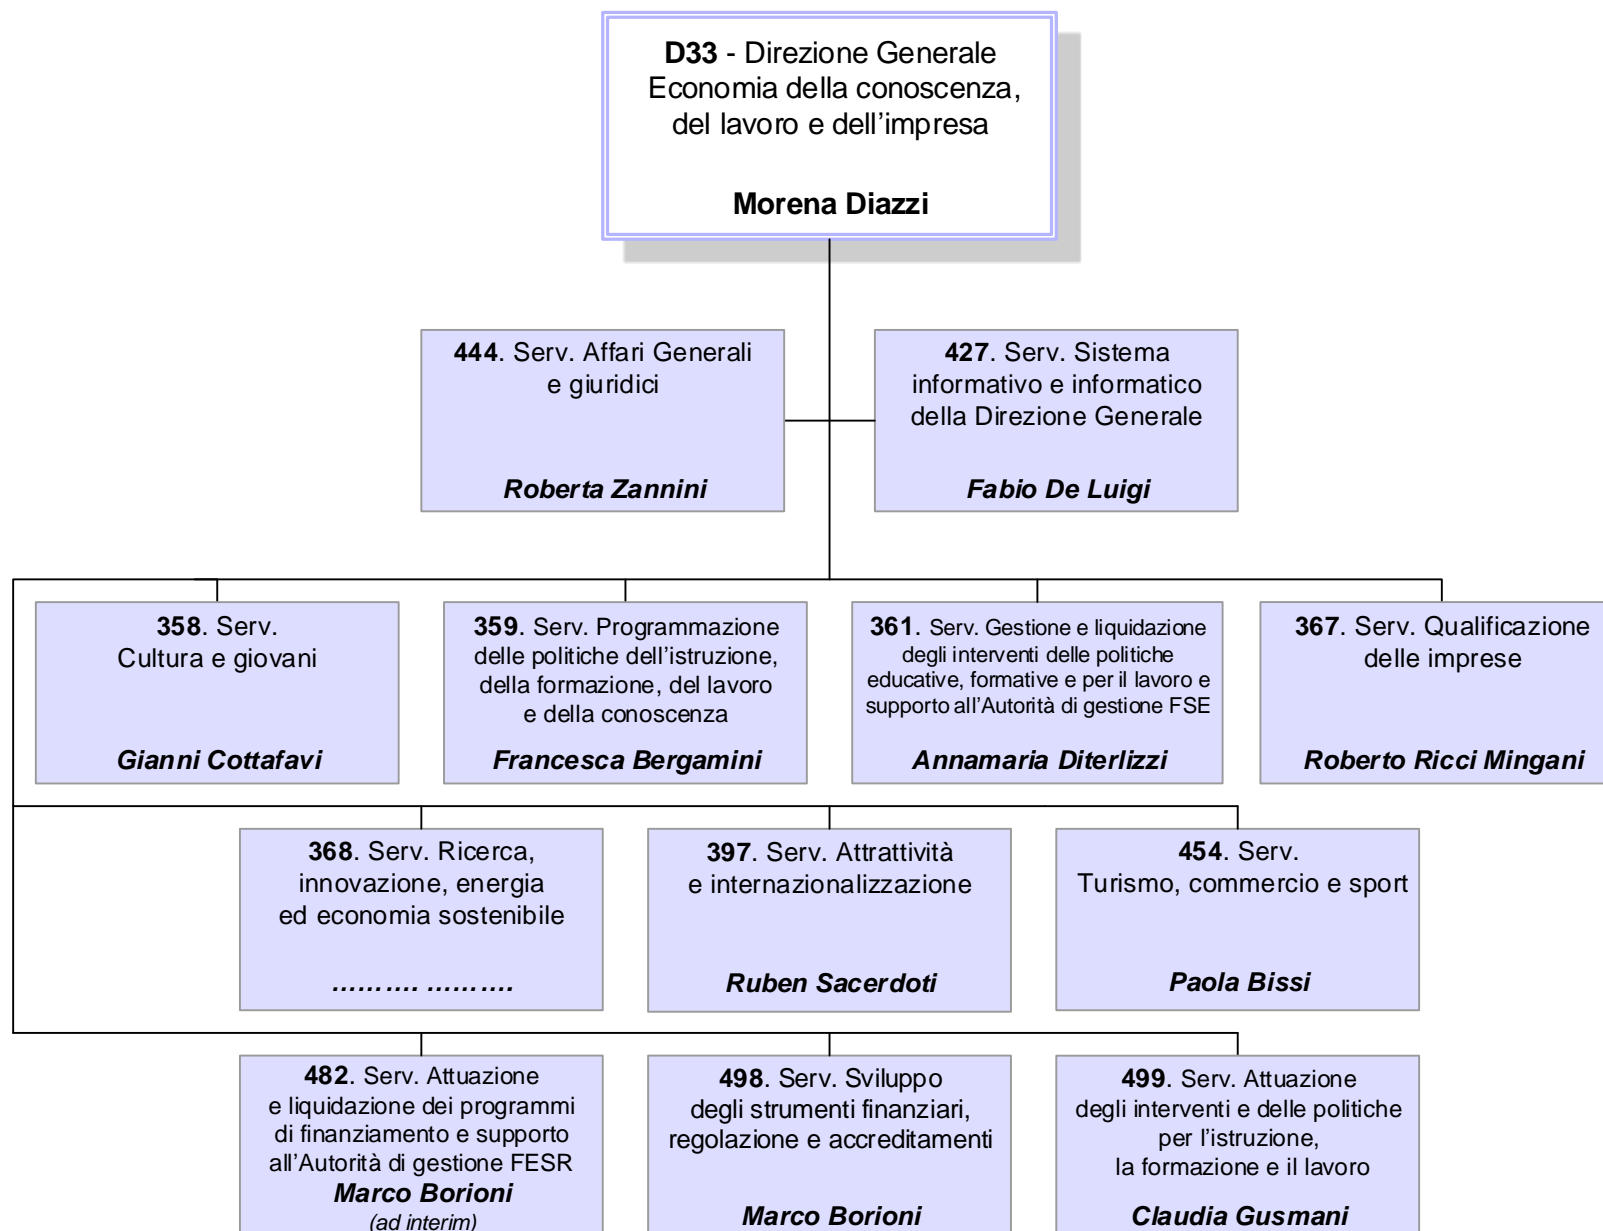 D33 - Direzione Generale
Economia della conoscenza,
del lavoro e dell’impresa
Morena Diazzi
444. Serv. Affari Generali
e giuridici
Roberta Zannini
427. Serv. Sistema
informativo e informatico
della Direzione Generale
Fabio De Luigi
358. Serv.
Cultura e giovani
Gianni Cottafavi
359. Serv. Programmazione
delle politiche dell’istruzione,
della formazione, del lavoro
e della conoscenza
Francesca Bergamini
361. Serv. Gestione e liquidazione
degli interventi delle politiche
educative, formative e per il lavoro e
supporto all’Autorità di gestione FSE
Annamaria Diterlizzi
367. Serv. Qualificazione
delle imprese
Roberto Ricci Mingani
368. Serv. Ricerca,
innovazione, energia
ed economia sostenibile
………. ……….
397. Serv. Attrattività
e internazionalizzazione
Ruben Sacerdoti
454. Serv.
Turismo, commercio e sport
Paola Bissi
482. Serv. Attuazione
e liquidazione dei programmi
di finanziamento e supporto
all’Autorità di gestione FESR
Marco Borioni
(ad interim)
498. Serv. Sviluppo
degli strumenti finanziari,
regolazione e accreditamenti
Marco Borioni
499. Serv. Attuazione
degli interventi e delle politiche
per l’istruzione,
la formazione e il lavoro
Claudia Gusmani